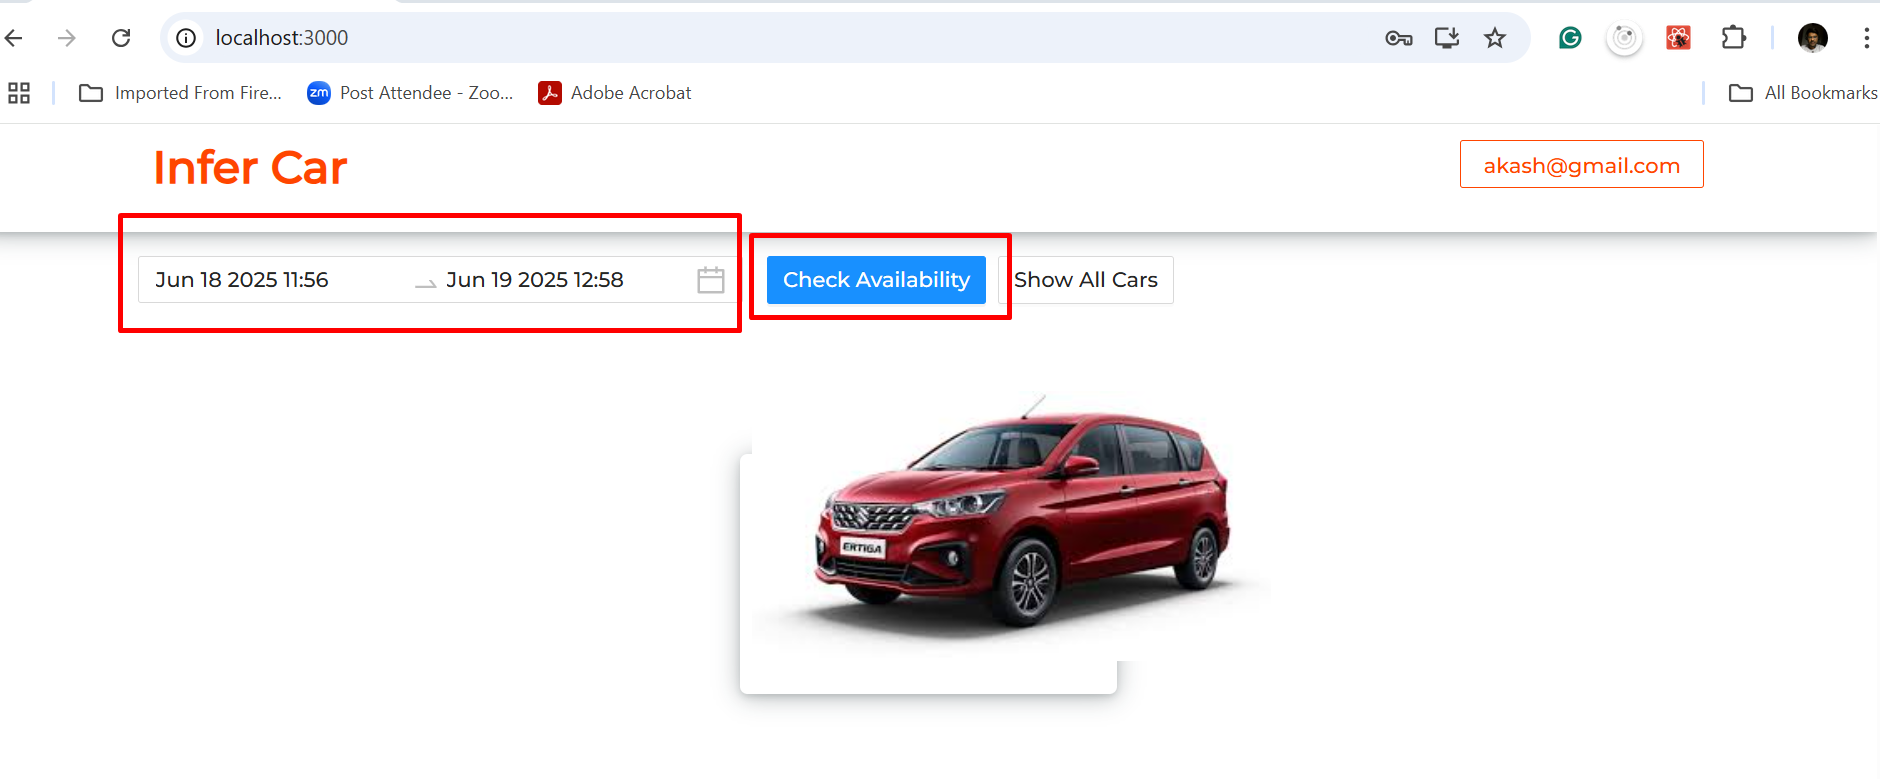 localhost:3000
Imported From Fire...
zm Post Attendee - Zoo...
Adobe Acrobat
All Bookmarks
Infer Car
akash@gmail.com
Jun 18 2025 11:56
Jun 19 2025 12:58
Check Availability
Show All Cars
ERTIGA